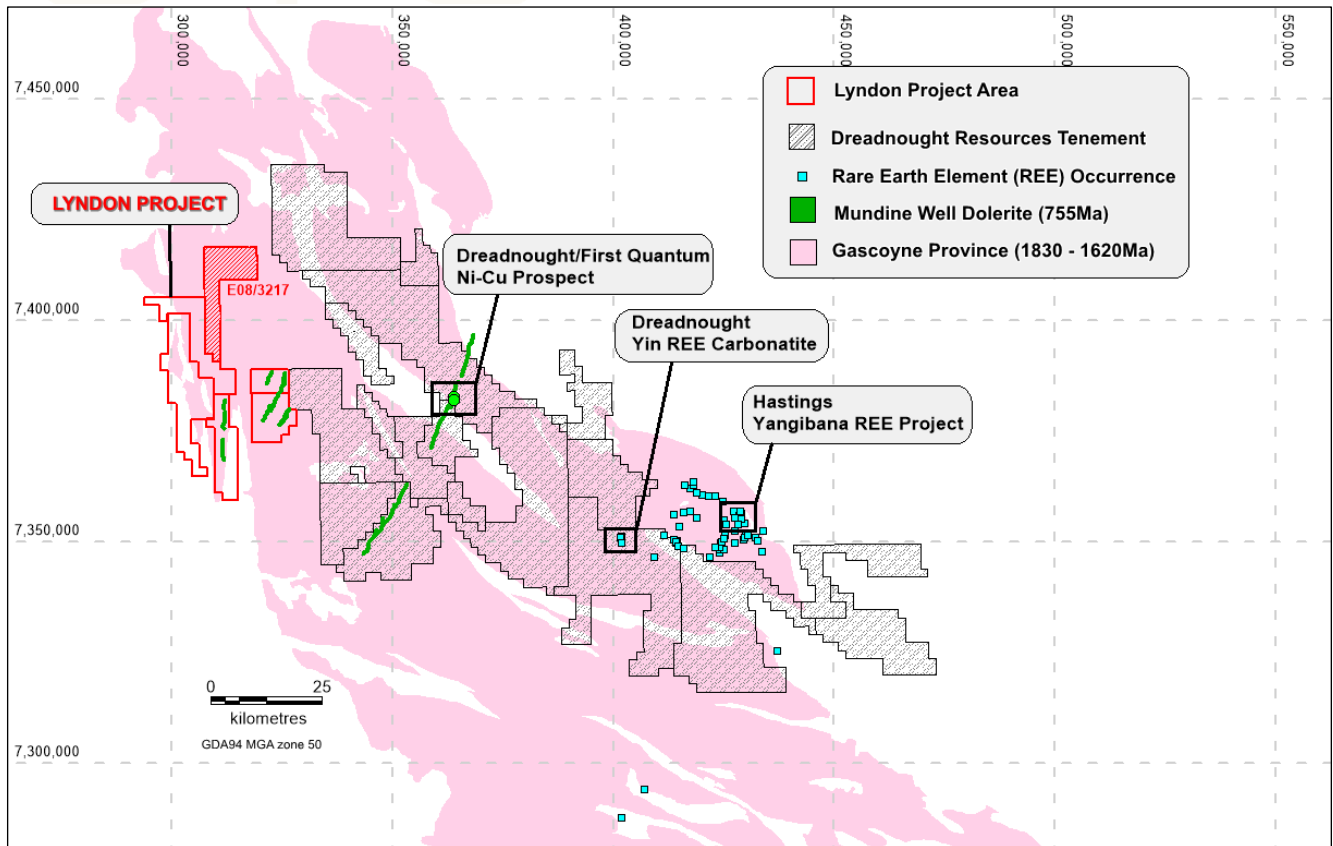 300,000
350,000
400,000
450,000
500,000
550,000
7,450,000
Lyndon Project Area
Dreadnought Resources Tenement
Rare Earth Element (REE) Occurrence
Mundine Well Dolerite (755Ma)
Gascoyne Province (1830 - 1620Ma)
LYNDON PROJECT
Dreadnought/First Quantum
Ni-Cu Prospect
E08/3217
7,400,000
Dreadnought
Yin REE Carbonatite
Hastings
Yangibana REE Project
7,350,000
0 25
kilometres
GDA94 MGA zone 50
7,300,000